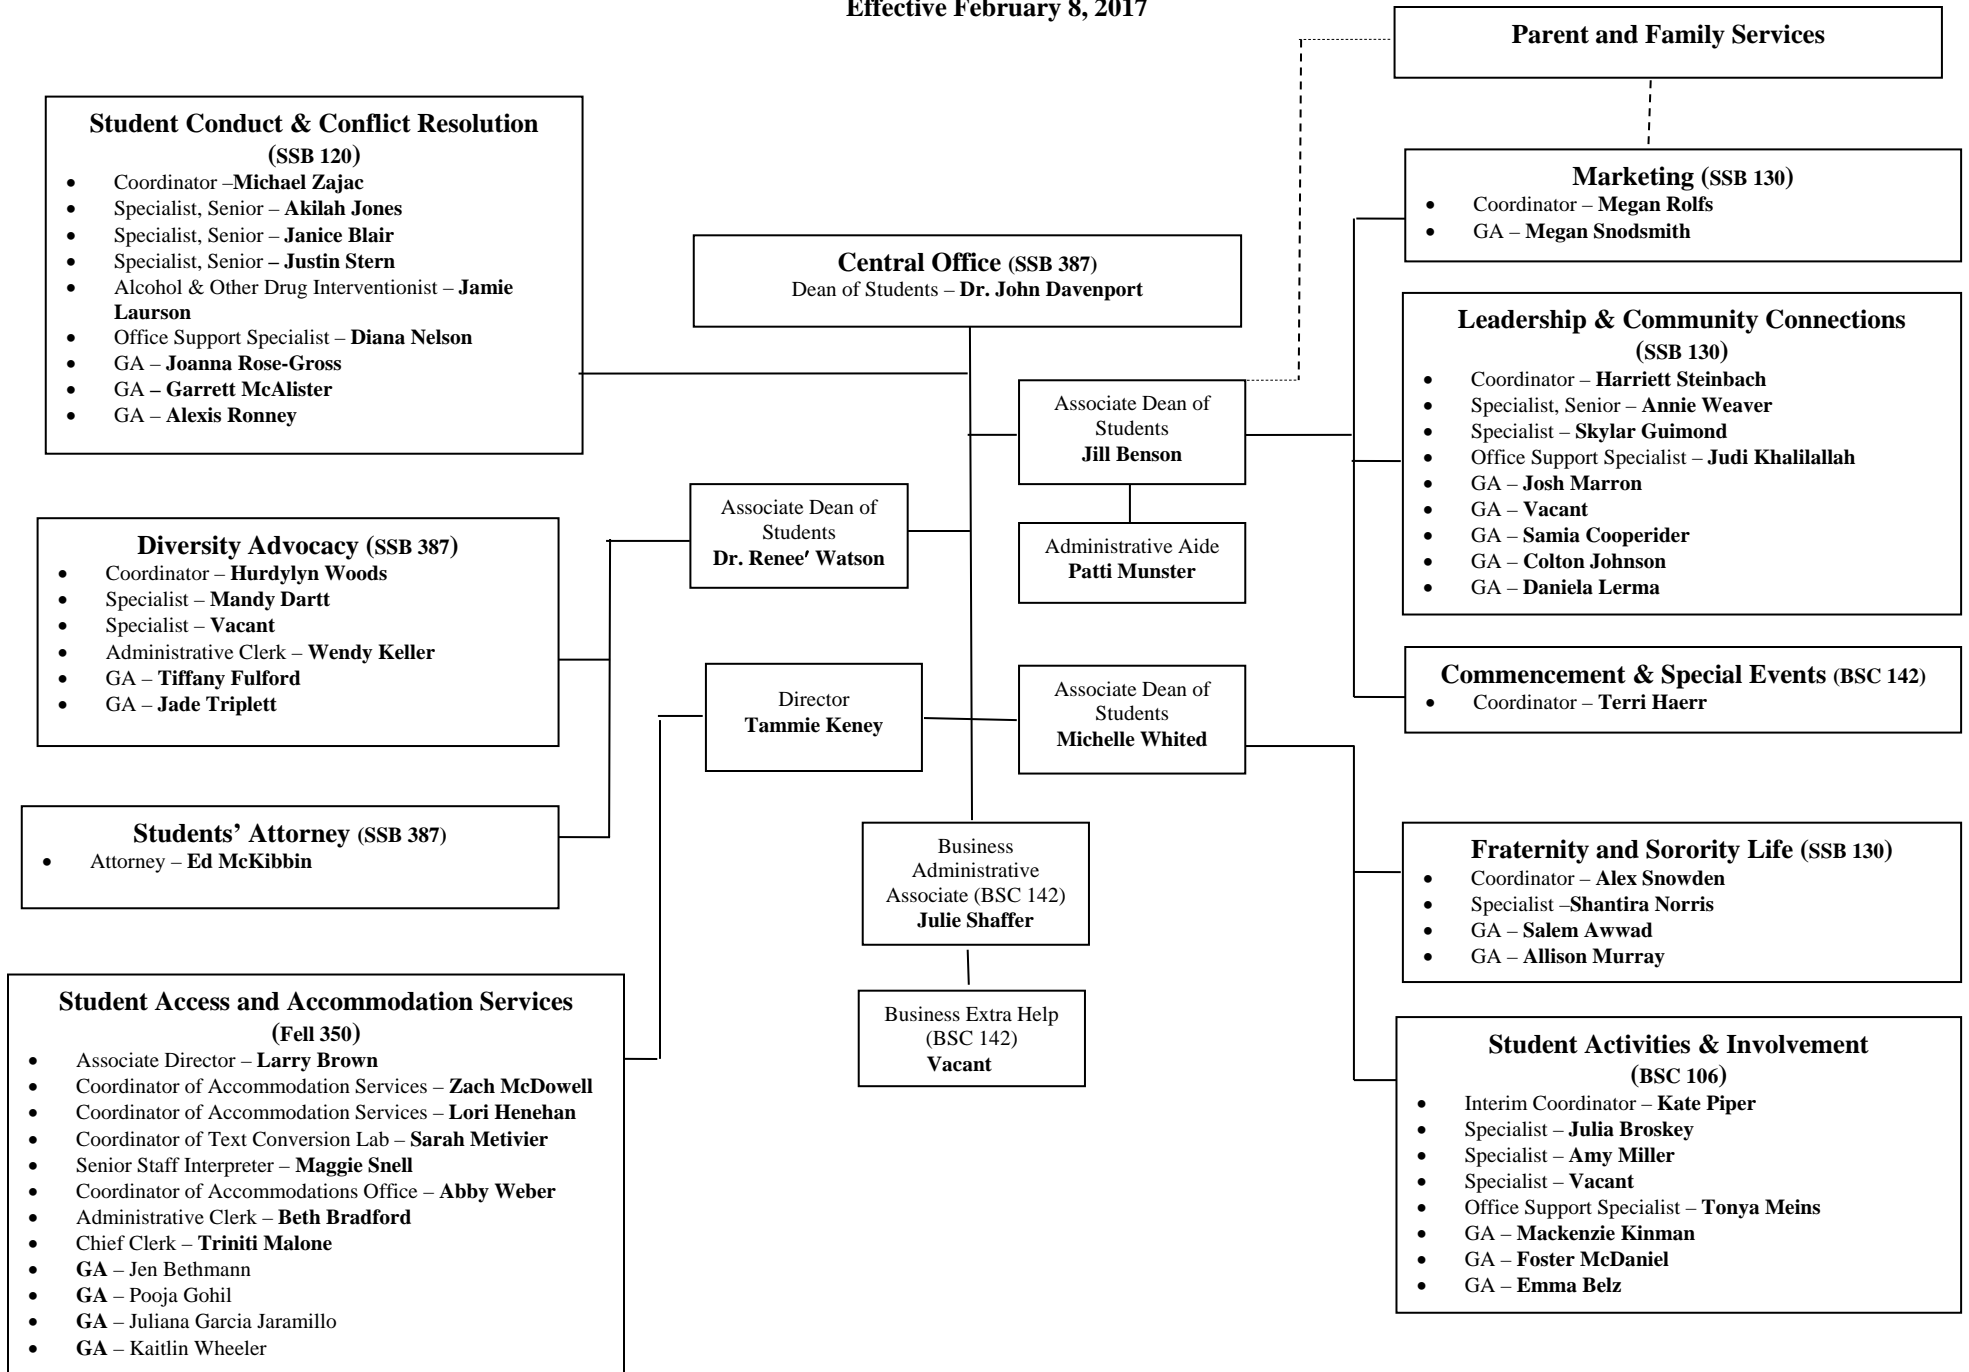 Effective February 8, 2017
Parent and Family Services
Student Conduct & Conflict Resolution
(SSB 120)
• Coordinator –Michael Zajac
• Specialist, Senior – Akilah Jones
• Specialist, Senior – Janice Blair
• Specialist, Senior – Justin Stern
• Alcohol & Other Drug Interventionist – Jamie
Laurson
• Office Support Specialist – Diana Nelson
• GA – Joanna Rose-Gross
• GA – Garrett McAlister
• GA – Alexis Ronney
Central Office (SSB 387)
Dean of Students – Dr. John Davenport
Marketing (SSB 130)
• Coordinator – Megan Rolfs
• GA – Megan Snodsmith
Leadership & Community Connections
(SSB 130)
• Coordinator – Harriett Steinbach
• Specialist, Senior – Annie Weaver
• Specialist – Skylar Guimond
• Office Support Specialist – Judi Khalilallah
• GA – Josh Marron
• GA – Vacant
• GA – Samia Cooperider
• GA – Colton Johnson
• GA – Daniela Lerma
Associate Dean of
Students
Jill Benson
Administrative Aide
Patti Munster
Associate Dean of
Students
Dr. Renee′ Watson
Diversity Advocacy (SSB 387)
• Coordinator – Hurdylyn Woods
• Specialist – Mandy Dartt
• Specialist – Vacant
• Administrative Clerk – Wendy Keller
• GA – Tiffany Fulford
• GA – Jade Triplett
Director
Tammie Keney
Associate Dean of
Students
Michelle Whited
Commencement & Special Events (BSC 142)
• Coordinator – Terri Haerr
Students’ Attorney (SSB 387)
• Attorney – Ed McKibbin
Business
Administrative
Associate (BSC 142)
Julie Shaffer
Business Extra Help
(BSC 142)
Vacant
Fraternity and Sorority Life (SSB 130)
• Coordinator – Alex Snowden
• Specialist –Shantira Norris
• GA – Salem Awwad
• GA – Allison Murray
Student Access and Accommodation Services
(Fell 350)
• Associate Director – Larry Brown
• Coordinator of Accommodation Services – Zach McDowell
• Coordinator of Accommodation Services – Lori Henehan
• Coordinator of Text Conversion Lab – Sarah Metivier
• Senior Staff Interpreter – Maggie Snell
• Coordinator of Accommodations Office – Abby Weber
• Administrative Clerk – Beth Bradford
• Chief Clerk – Triniti Malone
• GA – Jen Bethmann
• GA – Pooja Gohil
• GA – Juliana Garcia Jaramillo
• GA – Kaitlin Wheeler
Student Activities & Involvement
(BSC 106)
• Interim Coordinator – Kate Piper
• Specialist – Julia Broskey
• Specialist – Amy Miller
• Specialist – Vacant
• Office Support Specialist – Tonya Meins
• GA – Mackenzie Kinman
• GA – Foster McDaniel
• GA – Emma Belz